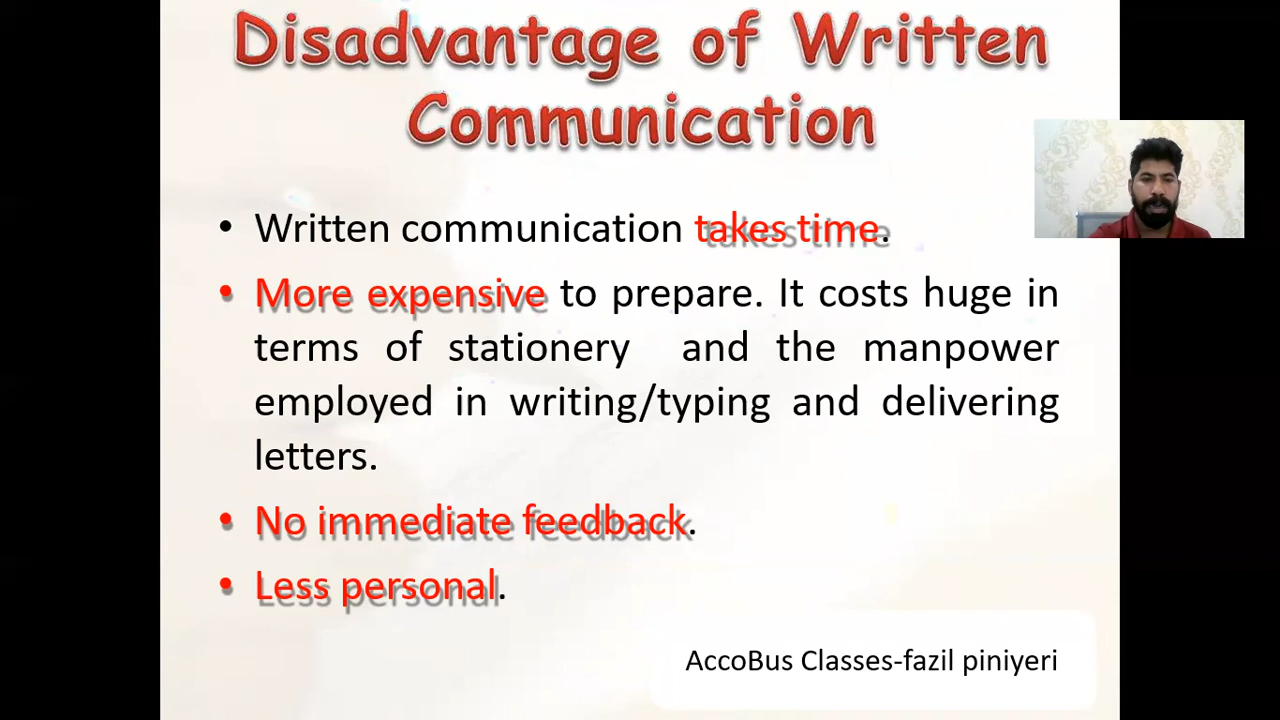 Disadvantage of Written
Communication
• Written communication takes time.
• More expensive to prepare. It costs huge in
terms of stationery and the manpower
employed in writing/typing and delivering
letters.
• No immediate feedback.
• Less personal.
AccoBus Classes-fazil piniyeri